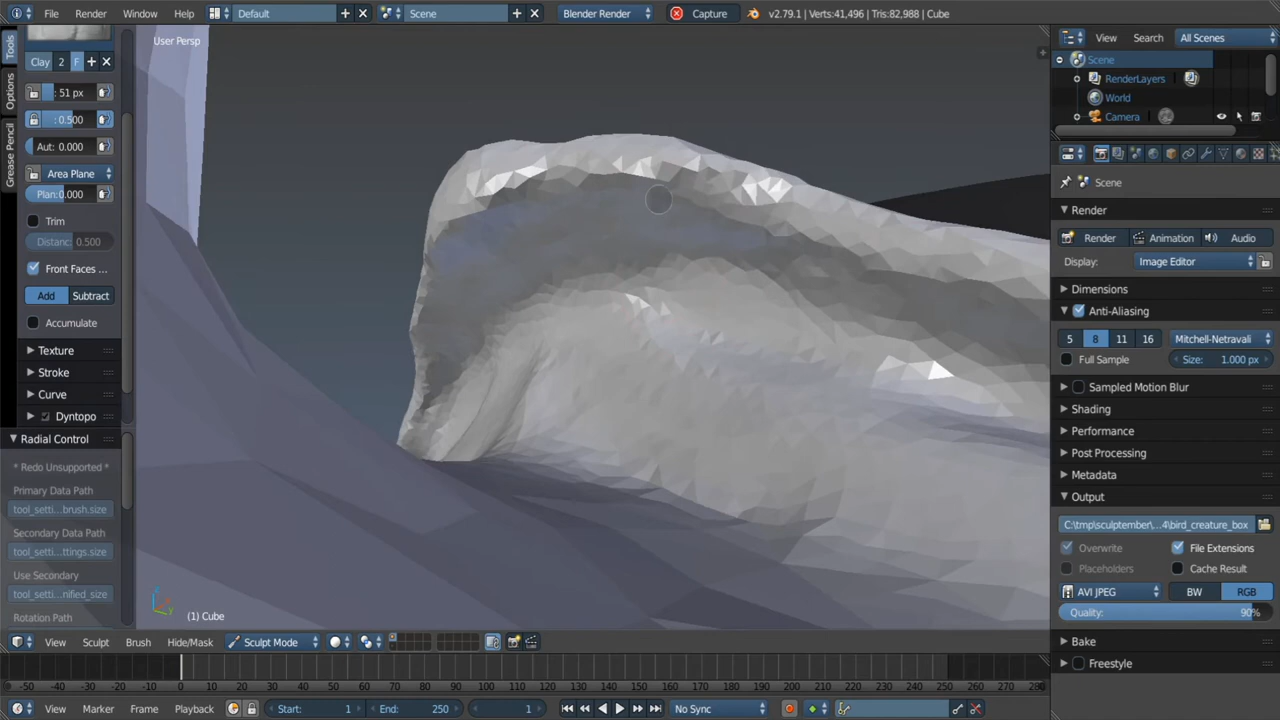 File Render Window Help Default Scene Blender Render Capture v2.79.1 | Verts:41,496 | Tris:82,988 | Cube
Tools
Options
Grease Pencil
Clay 2 F
: 51 px
: 0.500
Aut: 0.000
Area Plane
Plan: 0.000
Trim
Distanc: 0.500
Front Faces ...
Add Subtract
Accumulate
Texture
Stroke
Curve
Dyntopo
Radial Control
* Redo Unsupported *
Primary Data Path
tool_setti...brush.size
Secondary Data Path
tool_setti...ttings.size
Use Secondary
tool_setti...nified_size
Rotation Path
User Persp
(1) Cube
View Sculpt Brush Hide/Mask Sculpt Mode
View Search All Scenes
Scene
RenderLayers
World
Camera
Scene
Render
Render Animation Audio
Display: Image Editor
Dimensions
Anti-Aliasing
5 8 11 16 Mitchell-Netravali
Full Sample Size: 1.000 px
Sampled Motion Blur
Shading
Performance
Post Processing
Metadata
Output
C:\tmp\sculptember\...4\bird_creature_box
Overwrite File Extensions
Placeholders Cache Result
AVI JPEG BW RGB
Quality: 90%
Bake
Freestyle
-50 -40 -30 -20 -10 0 10 20 30 40 50 60 70 80 90 100 110 120 130 140 150 160 170 180 190 200 210 220 230 240 250 260 270 280
View Marker Frame Playback Start: 1 End: 250 1 No Sync